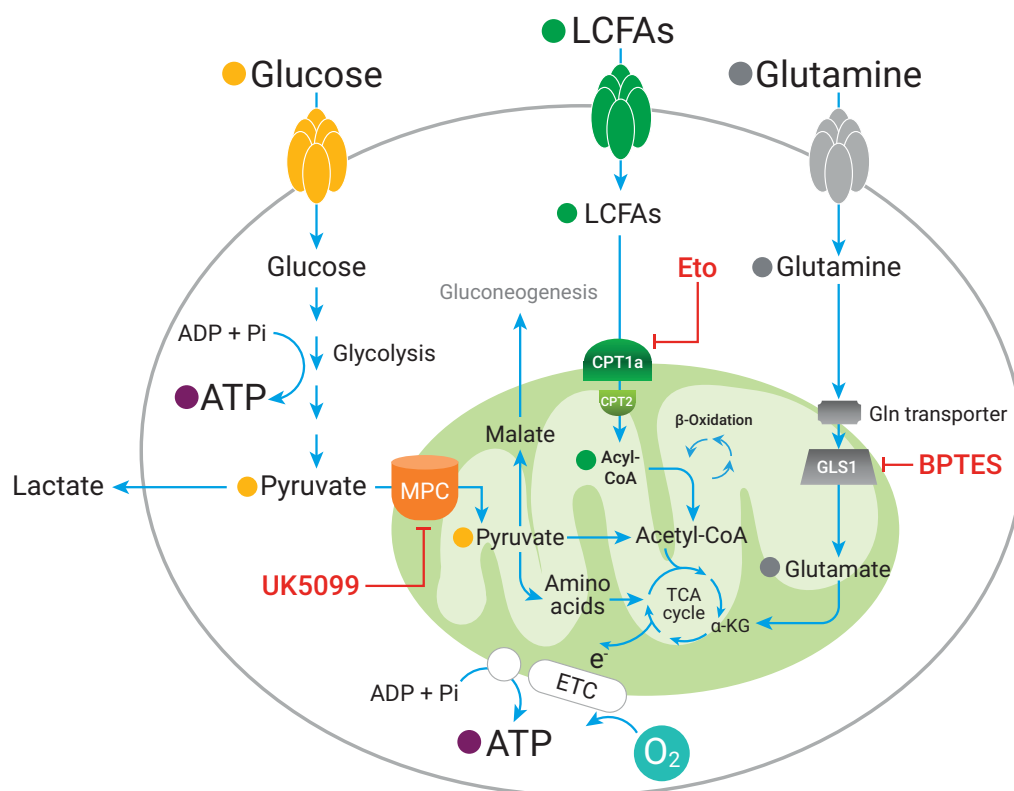 LCFAs
Glucose
Glutamine
LCFAs
Glucose
Eto
Glutamine
Gluconeogenesis
ADP + Pi
Glycolysis
ATP
CPT1a
CPT2
Gln transporter
β-Oxidation
Malate
Acyl-
CoA
GLS1
BPTES
Lactate
Pyruvate
MPC
Pyruvate
Acetyl-CoA
UK5099
Amino
acids
TCA
cycle
Glutamate
α-KG
e-
ADP + Pi
ETC
ATP
O₂